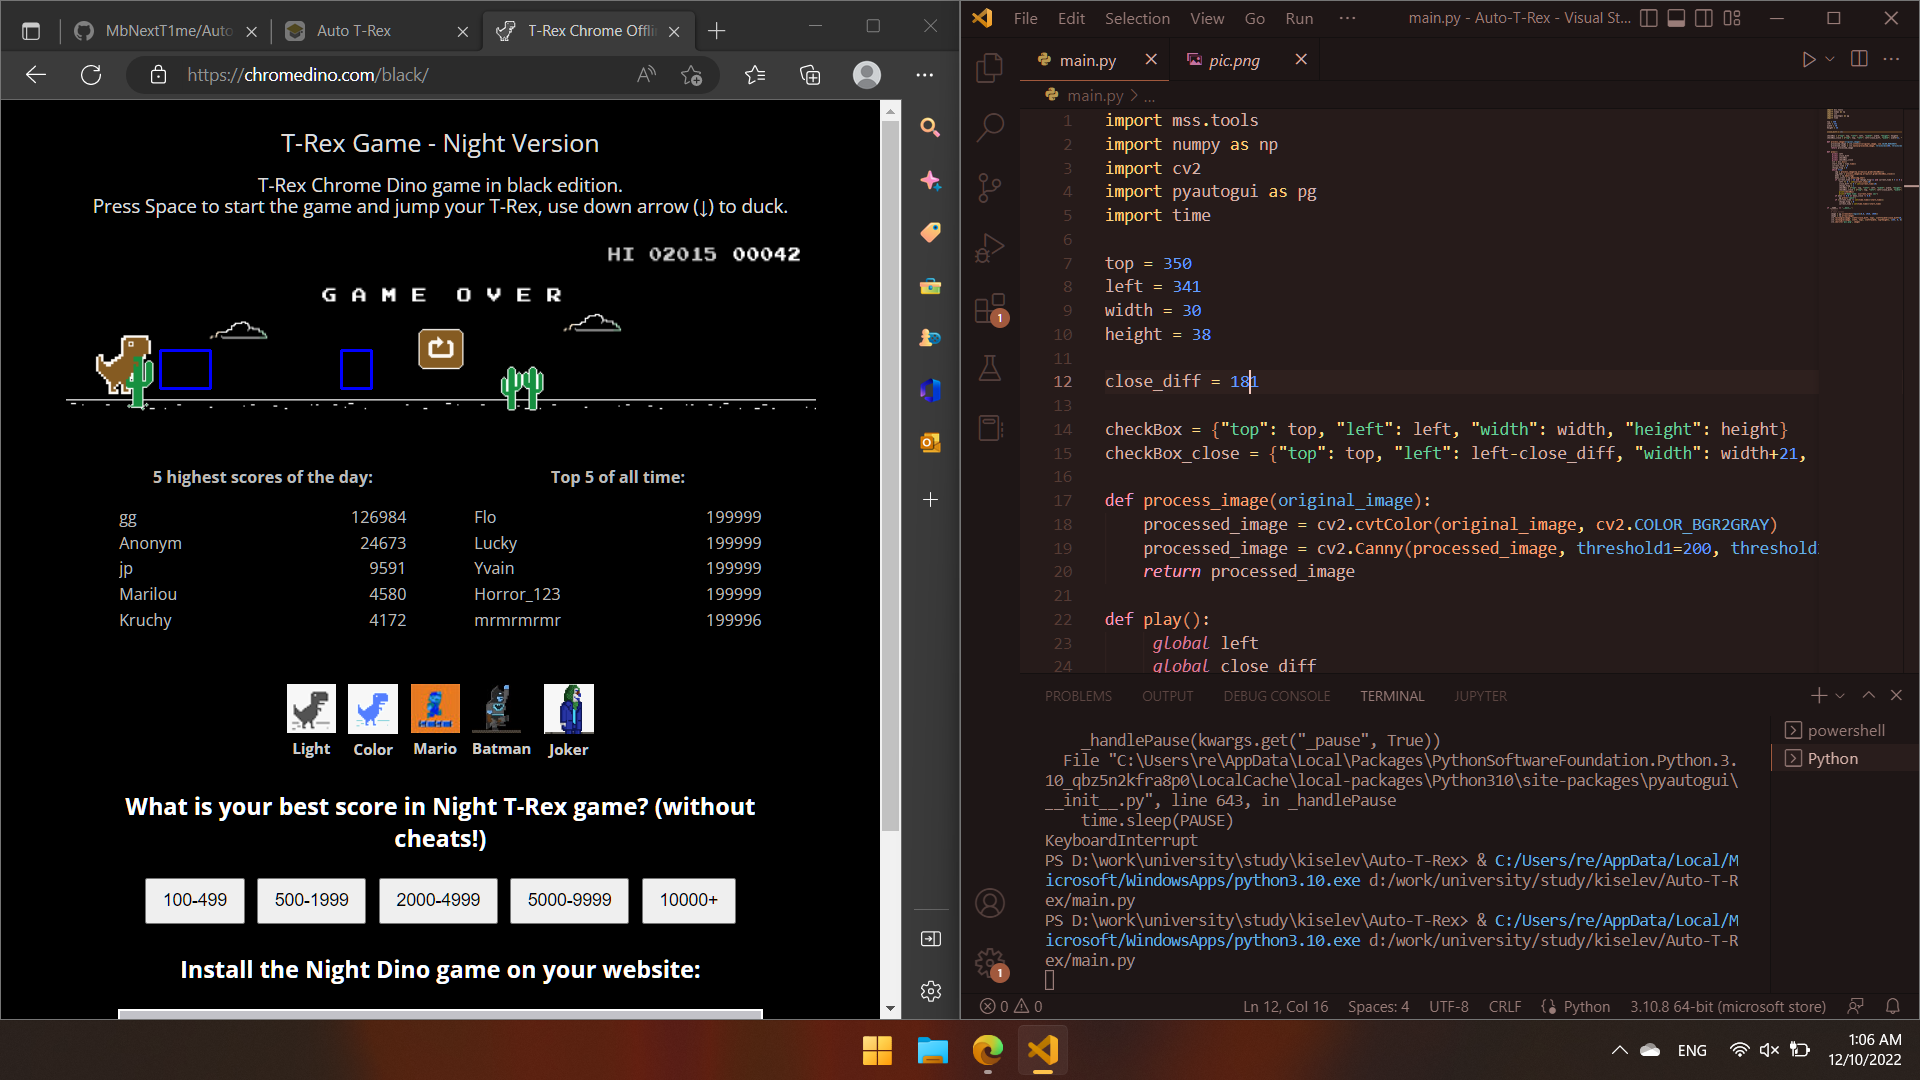 MbNextT1me/Auto
Auto T-Rex
T-Rex Chrome Offli
https://chromedino.com/black/
T-Rex Game - Night Version
T-Rex Chrome Dino game in black edition.
Press Space to start the game and jump your T-Rex, use down arrow (↓) to duck.
HI 02015 00042
GAME OVER
5 highest scores of the day:
gg 126984
Anonym 24673
jp 9591
Marilou 4580
Kruchy 4172
Top 5 of all time:
Flo 199999
Lucky 199999
Yvain 199999
Horror_123 199999
mrmrmrmr 199996
Light Color Mario Batman Joker
What is your best score in Night T-Rex game? (without
cheats!)
100-499 500-1999 2000-4999 5000-9999 10000+
Install the Night Dino game on your website:
File Edit Selection View Go Run ··· main.py - Auto-T-Rex - Visual St...
main.py pic.png
main.py > ...
1 import mss.tools
2 import numpy as np
3 import cv2
4 import pyautogui as pg
5 import time
6
7 top = 350
8 left = 341
9 width = 30
10 height = 38
11
12 close_diff = 181
13
14 checkBox = {"top": top, "left": left, "width": width, "height": height}
15 checkBox_close = {"top": top, "left": left-close_diff, "width": width+21,
16
17 def process_image(original_image):
18 processed_image = cv2.cvtColor(original_image, cv2.COLOR_BGR2GRAY)
19 processed_image = cv2.Canny(processed_image, threshold1=200, threshold
20 return processed_image
21
22 def play():
23 global left
24 global close_diff
PROBLEMS OUTPUT DEBUG CONSOLE TERMINAL JUPYTER
_handlePause(kwargs.get("_pause", True))
File "C:\Users\re\AppData\Local\Packages\PythonSoftwareFoundation.Python.3.
10_qbz5n2kfra8p0\LocalCache\local-packages\Python310\site-packages\pyautogui\
__init__.py", line 643, in _handlePause
time.sleep(PAUSE)
KeyboardInterrupt
PS D:\work\university\study\kiselev\Auto-T-Rex> & C:/Users/re/AppData/Local/M
icrosoft/WindowsApps/python3.10.exe d:/work/university/study/kiselev/Auto-T-R
ex/main.py
PS D:\work\university\study\kiselev\Auto-T-Rex> & C:/Users/re/AppData/Local/M
icrosoft/WindowsApps/python3.10.exe d:/work/university/study/kiselev/Auto-T-R
ex/main.py
powershell
Python
1
1
0 0 Ln 12, Col 16 Spaces: 4 UTF-8 CRLF Python 3.10.8 64-bit (microsoft store)
ENG
1:06 AM
12/10/2022